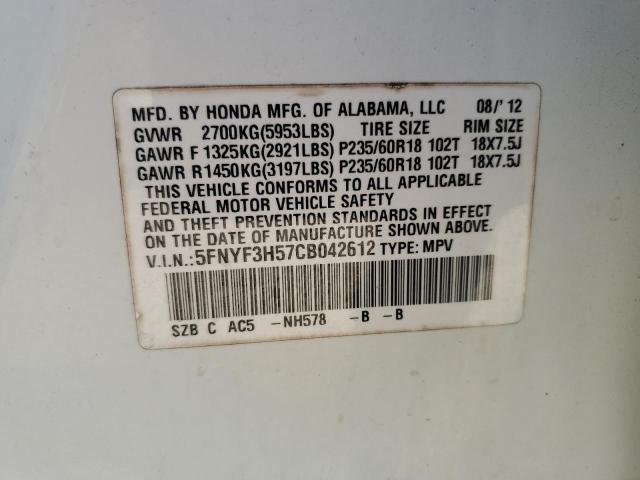 MFD. BY HONDA MFG. OF ALABAMA, LLC 08/'12
GVWR 2700KG(5953LBS) TIRE SIZE RIM SIZE
GAWR F 1325KG(2921LBS) P235/60R18 102T 18X7.5J
GAWR R1450KG(3197LBS) P235/60R18 102T 18X7.5J
THIS VEHICLE CONFORMS TO ALL APPLICABLE
FEDERAL MOTOR VEHICLE SAFETY
AND THEFT PREVENTION STANDARDS IN EFFECT
ON THE DATE OF MANUFACTURE SHOWN ABOVE.
V.I.N.:5FNYF3H57CB042612 TYPE: MPV
SZB C AC5 -NH578 -B -B